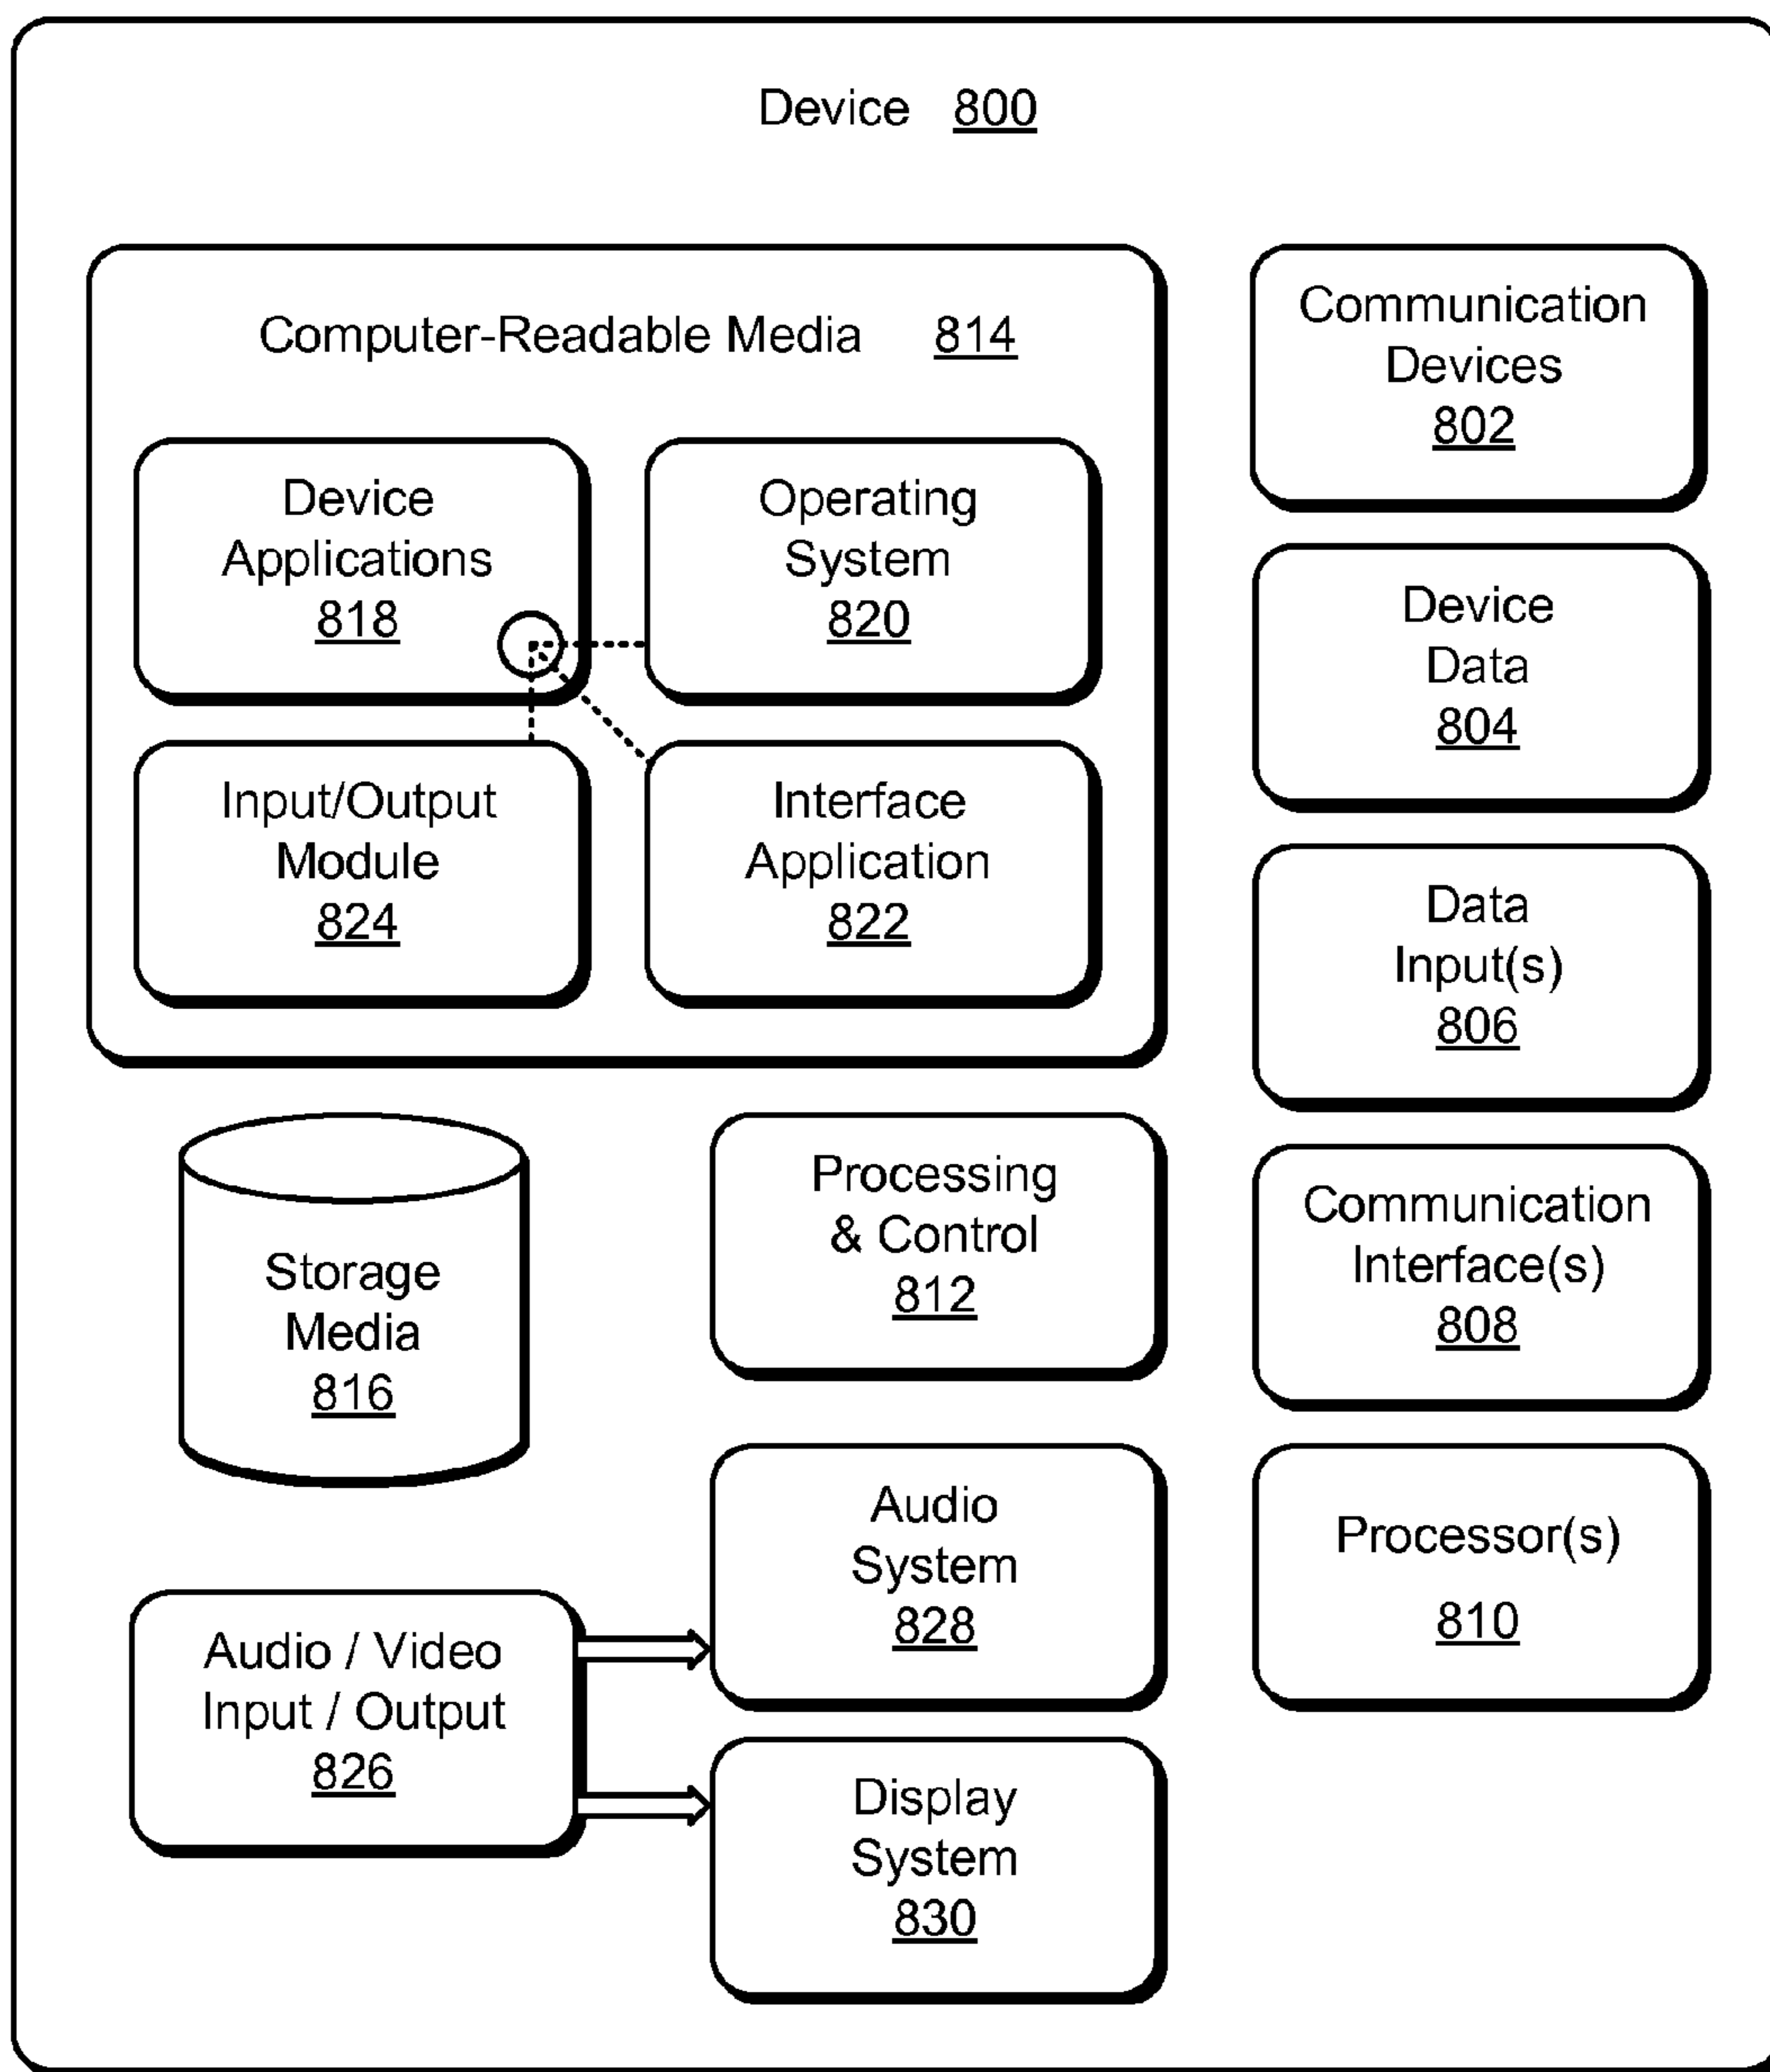 Device 800
Computer-Readable Media 814
Device
Applications
818
Operating
System
820
Input/Output
Module
824
Interface
Application
822
Communication
Devices
802
Device
Data
804
Data
Input(s)
806
Communication
Interface(s)
808
Processor(s)
810
Storage
Media
816
Processing
& Control
812
Audio / Video
Input / Output
826
Audio
System
828
Display
System
830